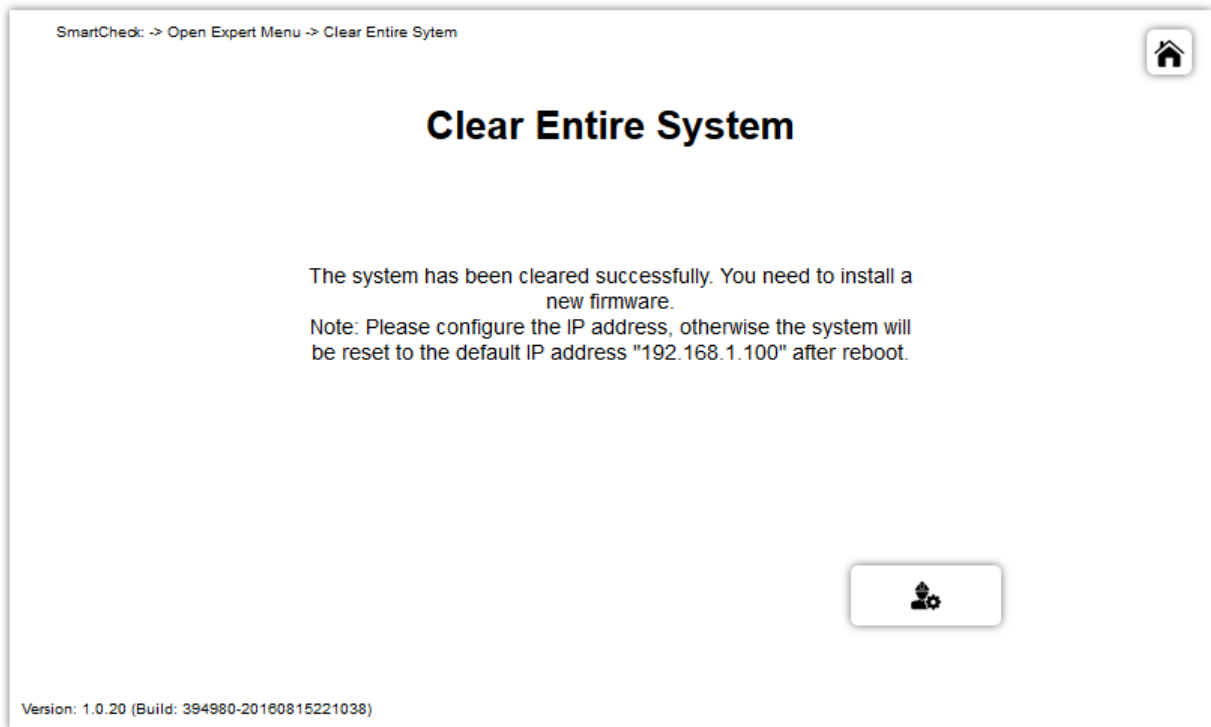 SmartCheck: -> Open Expert Menu -> Clear Entire Sytem
Clear Entire System
The system has been cleared successfully. You need to install a
new firmware.
Note: Please configure the IP address, otherwise the system will
be reset to the default IP address "192.168.1.100" after reboot.
Version: 1.0.20 (Build: 394980-20160815221038)